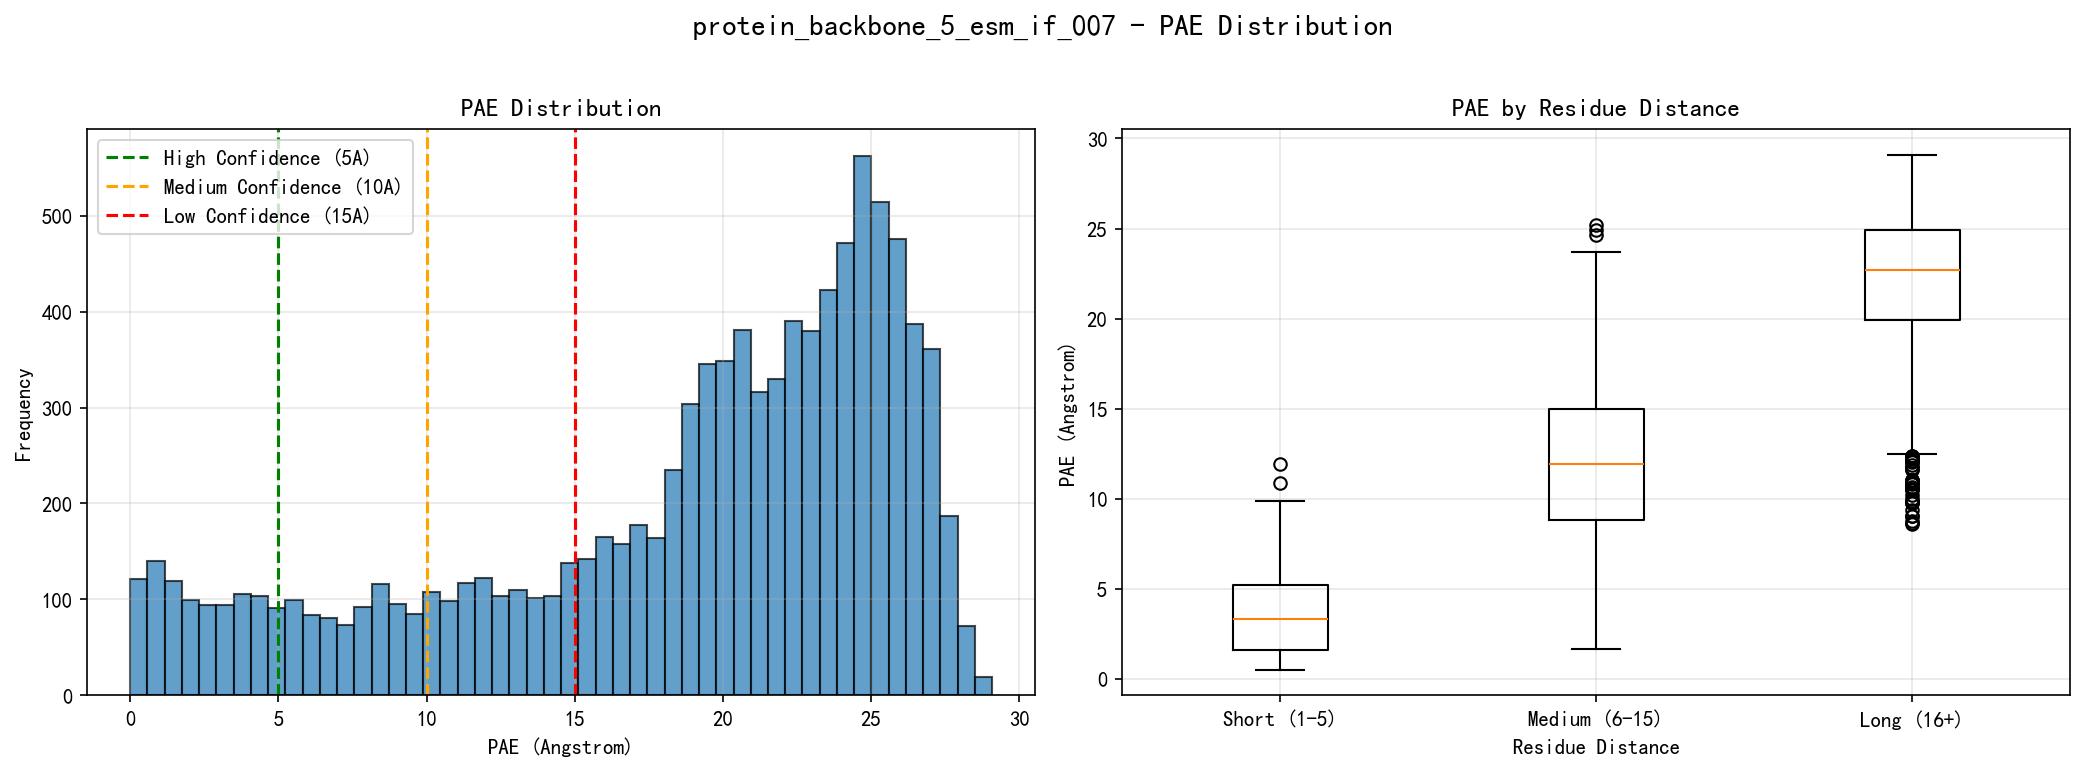 protein_backbone_5_esm_if_007 - PAE Distribution
PAE Distribution
High Confidence (5A)
Medium Confidence (10A)
Low Confidence (15A)
Frequency
500
400
300
200
100
0
0 5 10 15 20 25 30
PAE (Angstrom)
PAE by Residue Distance
PAE (Angstrom)
30
25
20
15
10
5
0
Short (1-5) Medium (6-15) Long (16+)
Residue Distance